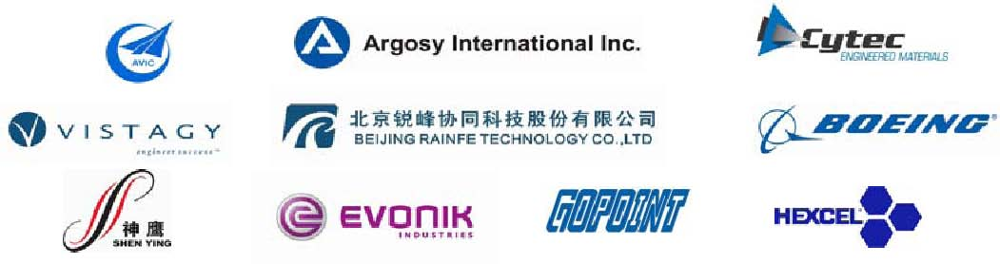 AVIC
Argosy International Inc.
Cytec
ENGINEERED MATERIALS
VISTAGY
engineer success™
北京锐峰协同科技股份有限公司
BEIJING RAINFE TECHNOLOGY CO.,LTD
BOEING®
神鹰
SHEN YING
EVONIK
INDUSTRIES
GOPOINT
HEXCEL